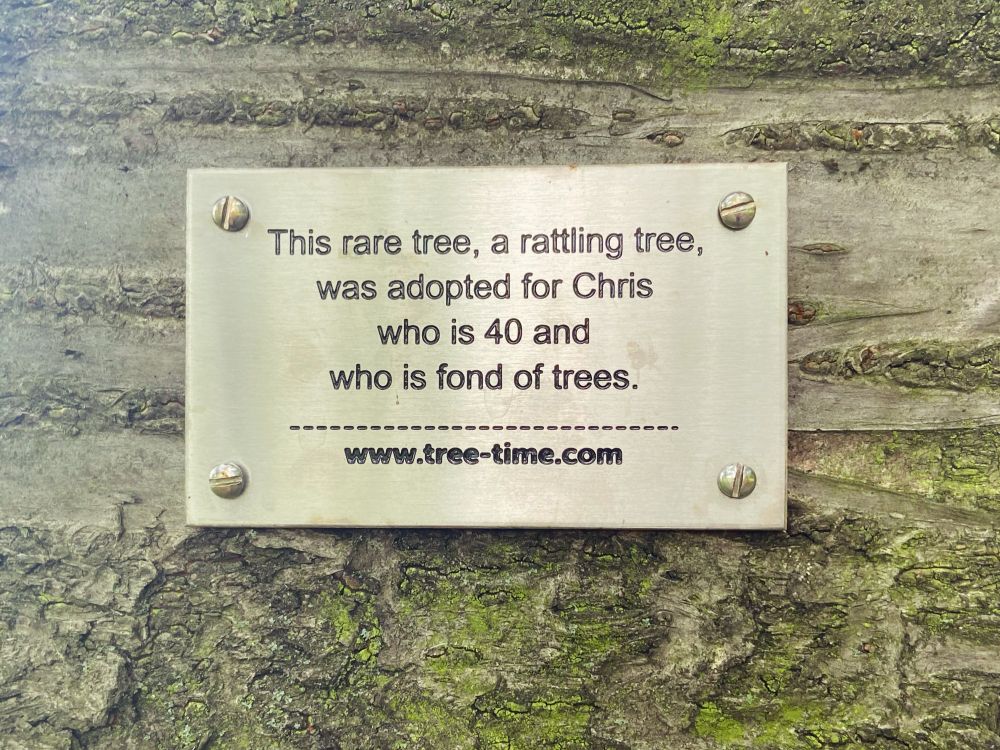 This rare tree, a rattling tree,
was adopted for Chris
who is 40 and
who is fond of trees.
-----------------------------
www.tree-time.com